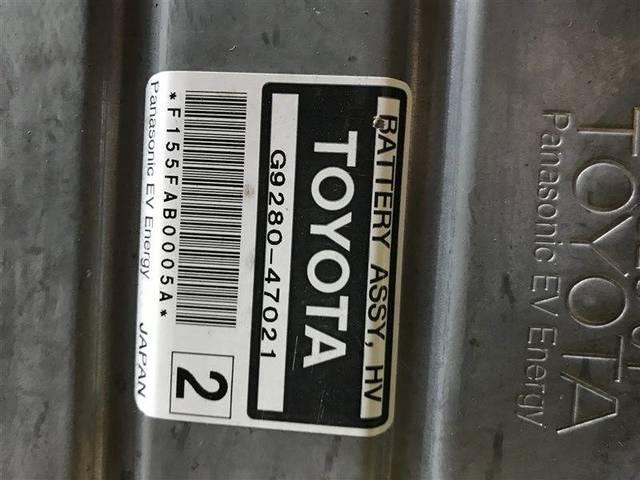 BATTERY ASSY, HV
TOYOTA
G9280-47021
*F155FAB0005A*
2
Panasonic EV Energy JAPAN
TOYOTA
Panasonic EV Energy